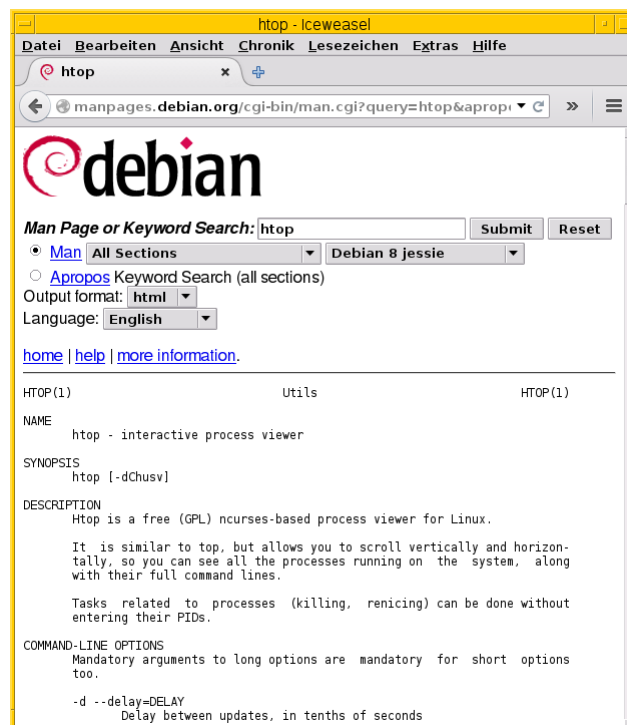 htop - Iceweasel
Datei Bearbeiten Ansicht Chronik Lesezeichen Extras Hilfe
htop
manpages.debian.org/cgi-bin/man.cgi?query=htop&apropo
debian
Man Page or Keyword Search: htop Submit Reset
Man All Sections Debian 8 jessie
Apropos Keyword Search (all sections)
Output format: html
Language: English
home | help | more information.
HTOP(1) Utils HTOP(1)
NAME
htop - interactive process viewer
SYNOPSIS
htop [-dChusv]
DESCRIPTION
Htop is a free (GPL) ncurses-based process viewer for Linux.
It is similar to top, but allows you to scroll vertically and horizon-
tally, so you can see all the processes running on the system, along
with their full command lines.
Tasks related to processes (killing, renicing) can be done without
entering their PIDs.
COMMAND-LINE OPTIONS
Mandatory arguments to long options are mandatory for short options
too.
-d --delay=DELAY
Delay between updates, in tenths of seconds